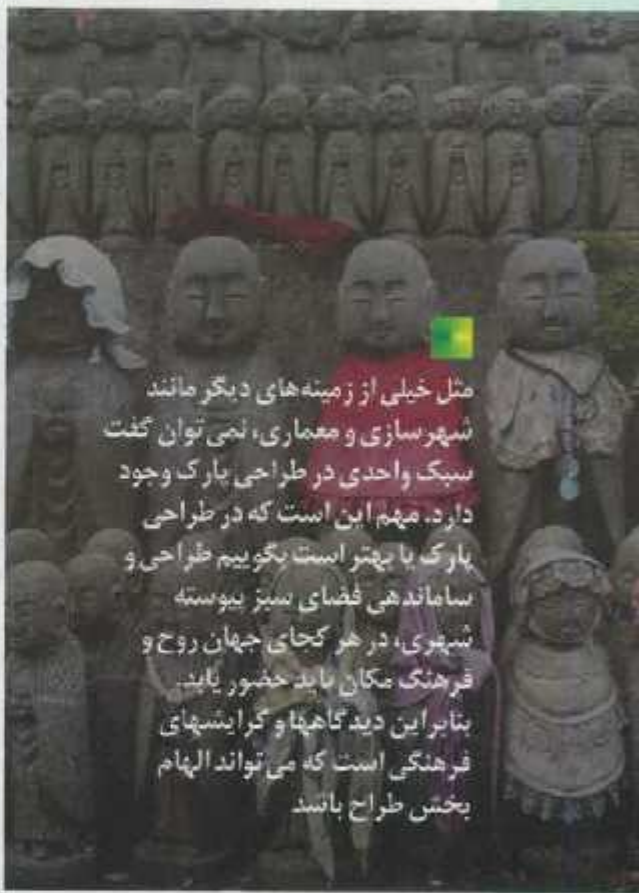 مثل خیلی از زمینه‌های دیگر مانند
شهرسازی و معماری، نمی‌توان گفت
سبک واحدی در طراحی پارک وجود
دارد. مهم این است که در طراحی
پارک یا بهتر است بگوییم طراحی و
ساماندهی فضای سبز پیوسته
شهری، در هر کجای جهان روح و
فرهنگ مکان باید حضور یابد.
بنابراین دیدگاهها و گرایشهای
فرهنگی است که می‌تواند الهام
بخش طراح باشد